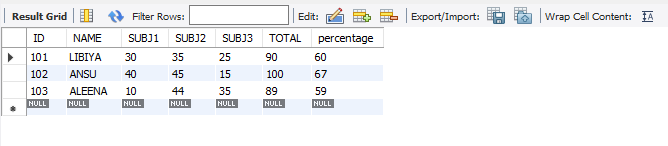 Result Grid Filter Rows: Edit: Export/Import: Wrap Cell Content: IA
ID NAME SUBJ1 SUBJ2 SUBJ3 TOTAL percentage
101 LIBIYA 30 35 25 90 60
102 ANSU 40 45 15 100 67
103 ALEENA 10 44 35 89 59
NULL NULL NULL NULL NULL NULL NULL